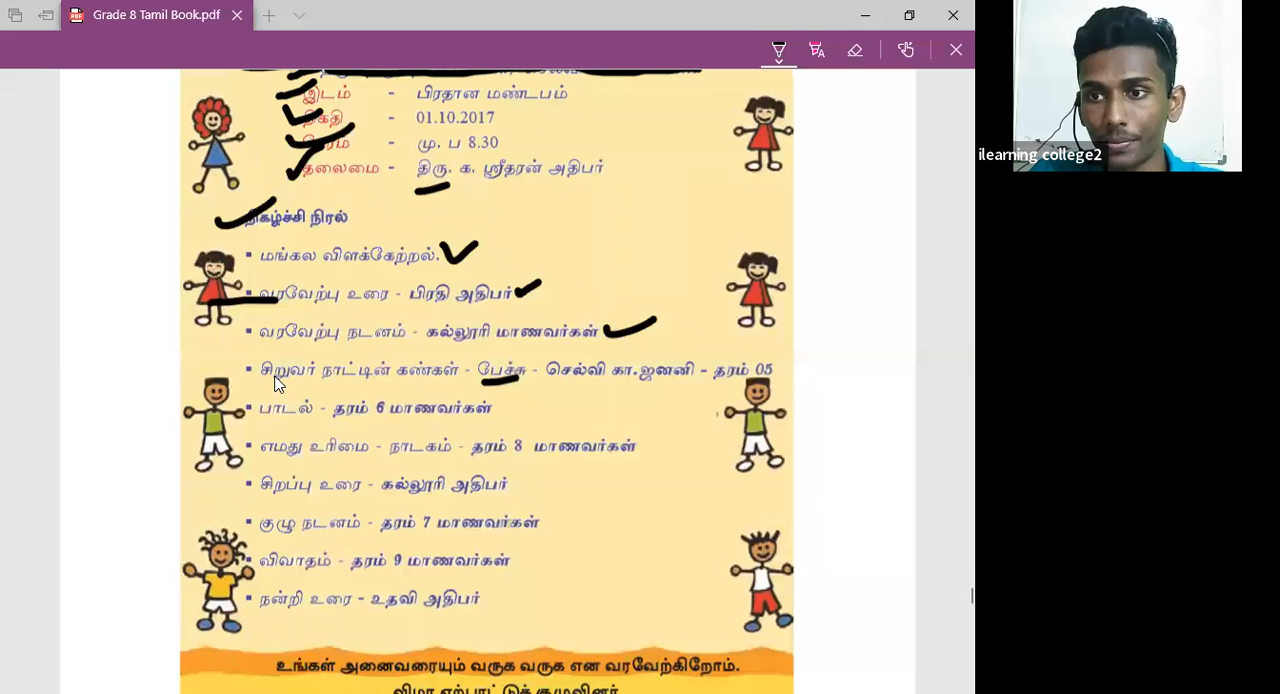 Grade 8 Tamil Book.pdf
இடம் - பிரதான மண்டபம்
திகதி - 01.10.2017
நேரம் - மு. ப 8.30
தலைமை - திரு. க. ஸ்ரீதரன் அதிபர்
நிகழ்ச்சி நிரல்
▪ மங்கல விளக்கேற்றல்.
▪ வரவேற்பு உரை - பிரதி அதிபர்
▪ வரவேற்பு நடனம் - கல்லூரி மாணவர்கள்
▪ சிறுவர் நாட்டின் கண்கள் - பேச்சு - செல்வி கா.ஜனனி - தரம் 05
▪ பாடல் - தரம் 6 மாணவர்கள்
▪ எமது உரிமை - நாடகம் - தரம் 8 மாணவர்கள்
▪ சிறப்பு உரை - கல்லூரி அதிபர்
▪ குழு நடனம் - தரம் 7 மாணவர்கள்
▪ விவாதம் - தரம் 9 மாணவர்கள்
▪ நன்றி உரை - உதவி அதிபர்
உங்கள் அனைவரையும் வருக வருக என வரவேற்கிறோம்.
விழா ஏற்பாட்டுக் குழுவினர்
ilearning college2